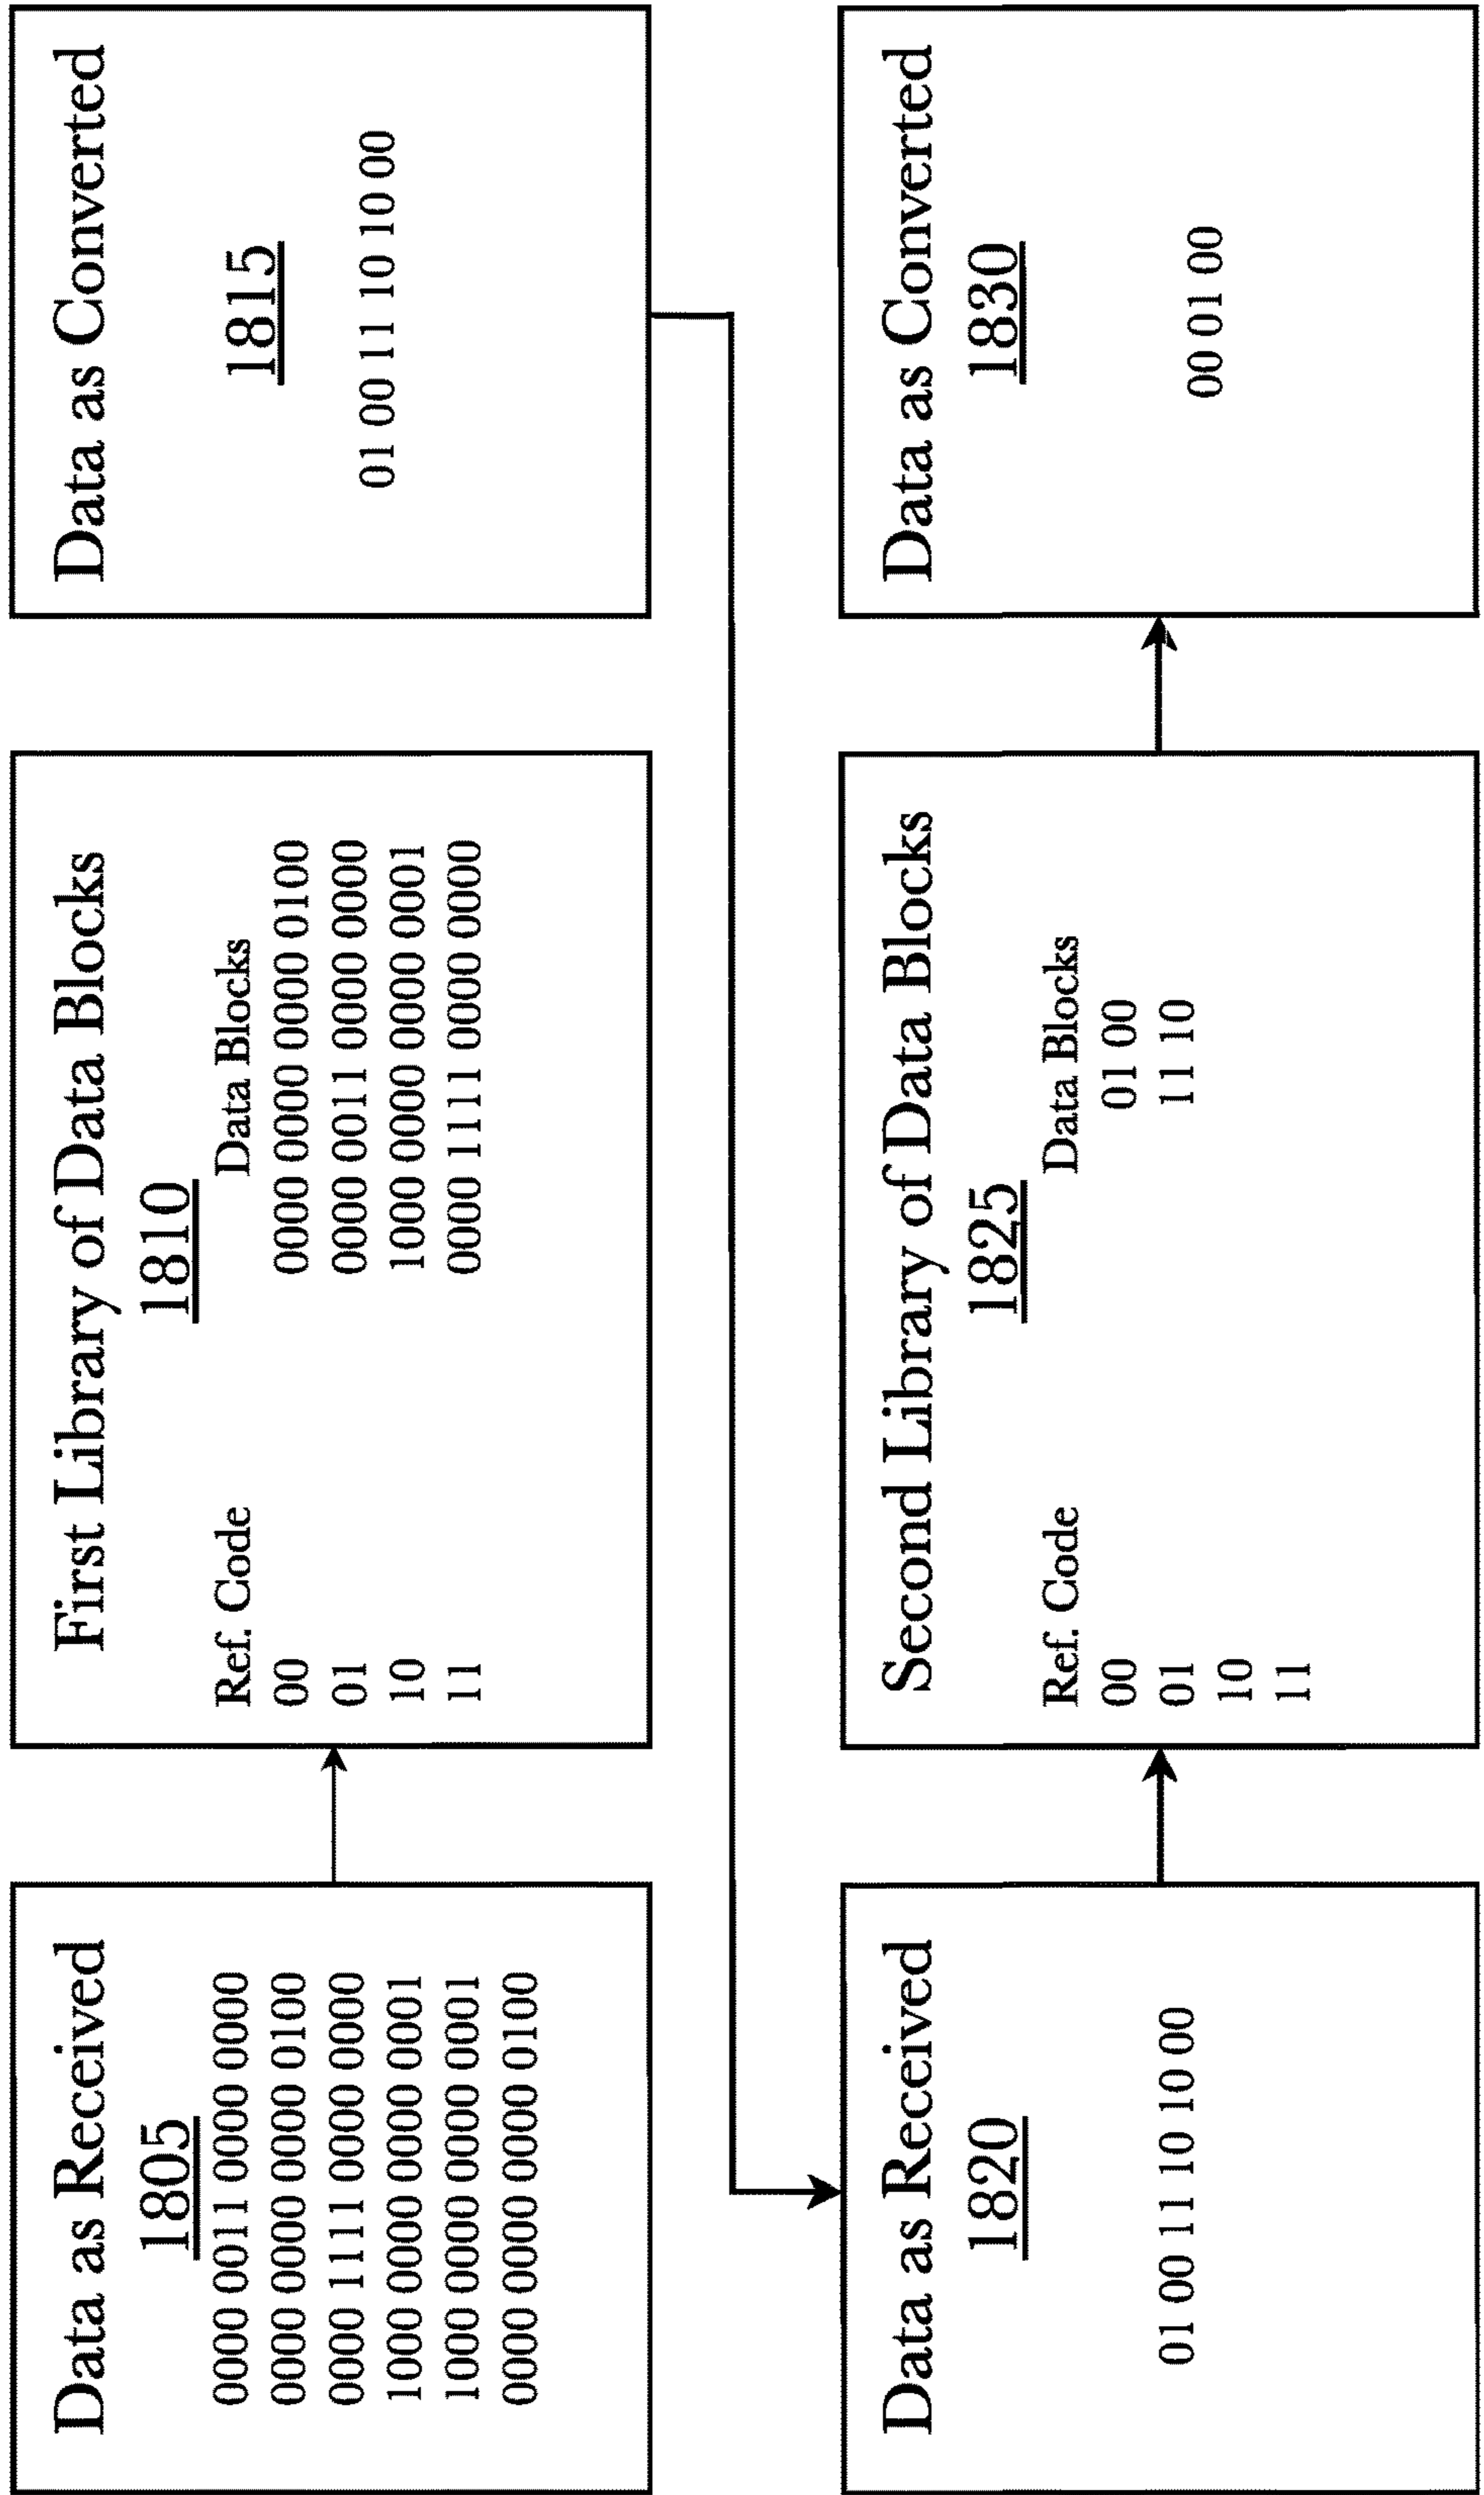 Data as Received
1805
0000 0011 0000 0000
0000 0000 0000 0100
0000 1111 0000 0000
1000 0000 0000 0001
1000 0000 0000 0001
0000 0000 0000 0100
First Library of Data Blocks
1810
Ref. Code Data Blocks
00 0000 0000 0000 0100
01 0000 0011 0000 0000
10 1000 0000 0000 0001
11 0000 1111 0000 0000
Data as Converted
1815
01 00 11 10 10 00
Data as Received
1820
01 00 11 10 10 00
Second Library of Data Blocks
1825
Ref. Code Data Blocks
00 01 00
01 11 10
10
11
Data as Converted
1830
00 01 00